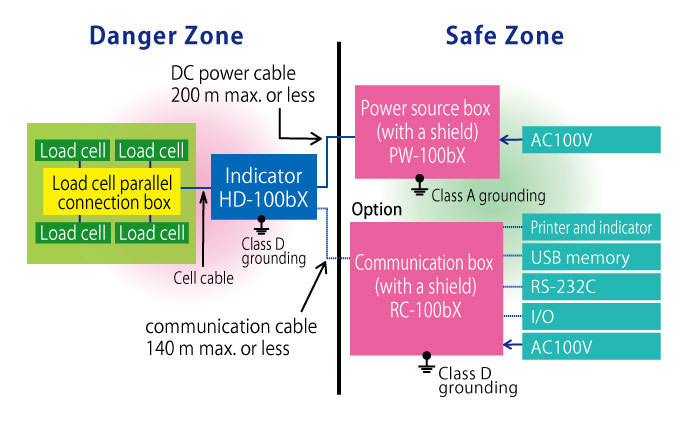 Danger Zone
Safe Zone
DC power cable
200 m max. or less
Power source box
(with a shield)
PW-100bX
AC100V
Class A grounding
Load cell
Load cell
Load cell parallel
connection box
Load cell
Load cell
Indicator
HD-100bX
Class D
grounding
Cell cable
communication cable
140 m max. or less
Option
Communication box
(with a shield)
RC-100bX
Printer and indicator
USB memory
RS-232C
I/O
AC100V
Class D
grounding